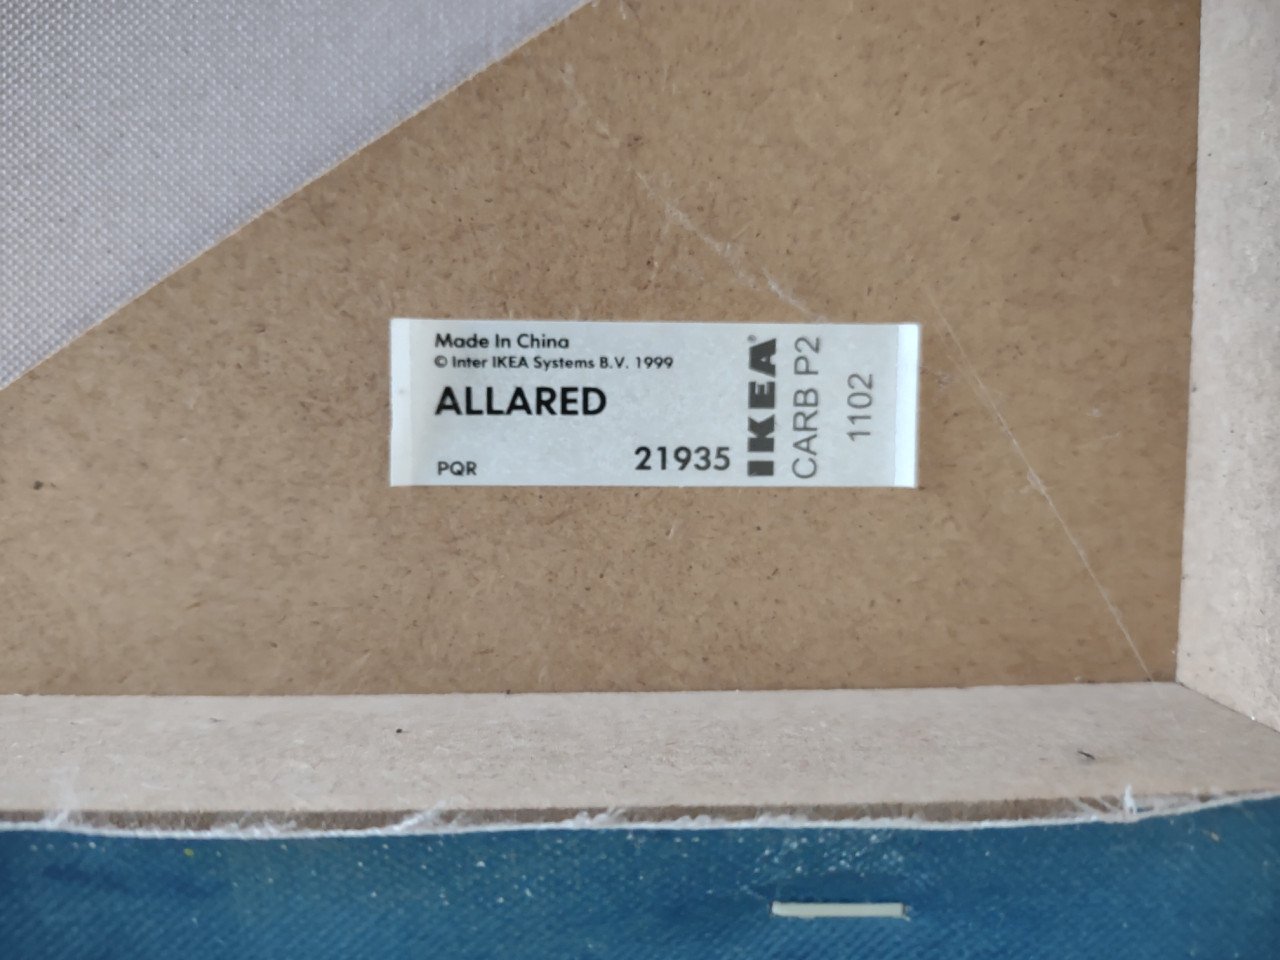 Made In China
© Inter IKEA Systems B.V. 1999
ALLARED
PQR
21935
IKEA®
CARB P2
1102